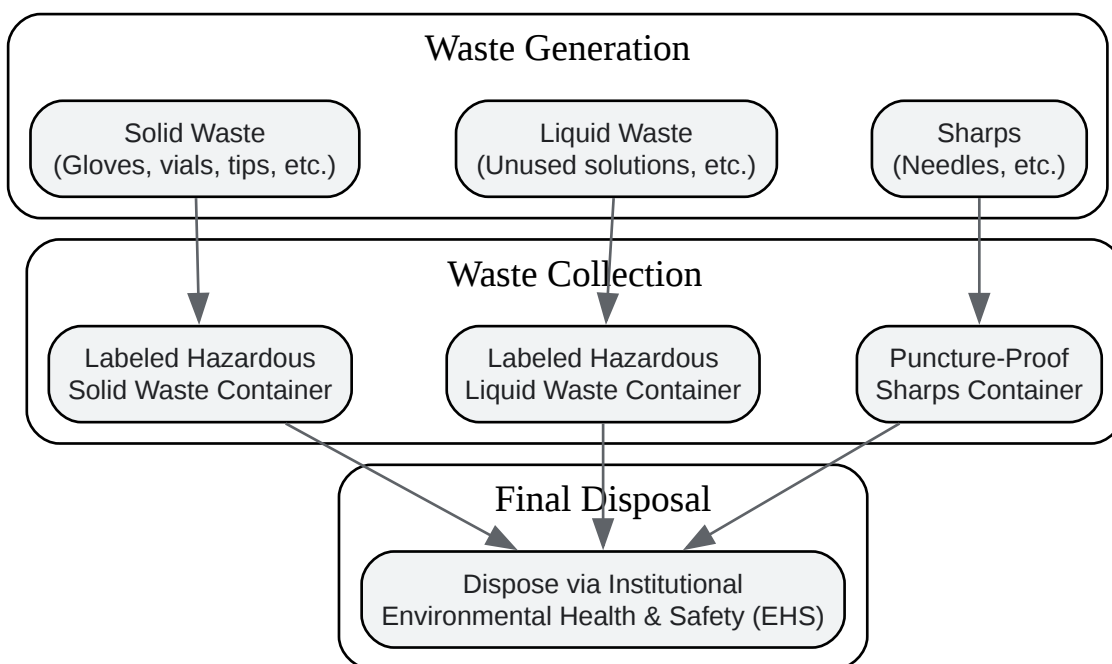 Waste Generation
Solid Waste
(Gloves, vials, tips, etc.)
Liquid Waste
(Unused solutions, etc.)
Sharps
(Needles, etc.)
Waste Collection
Labeled Hazardous
Solid Waste Container
Labeled Hazardous
Liquid Waste Container
Puncture-Proof
Sharps Container
Final Disposal
Dispose via Institutional
Environmental Health & Safety (EHS)